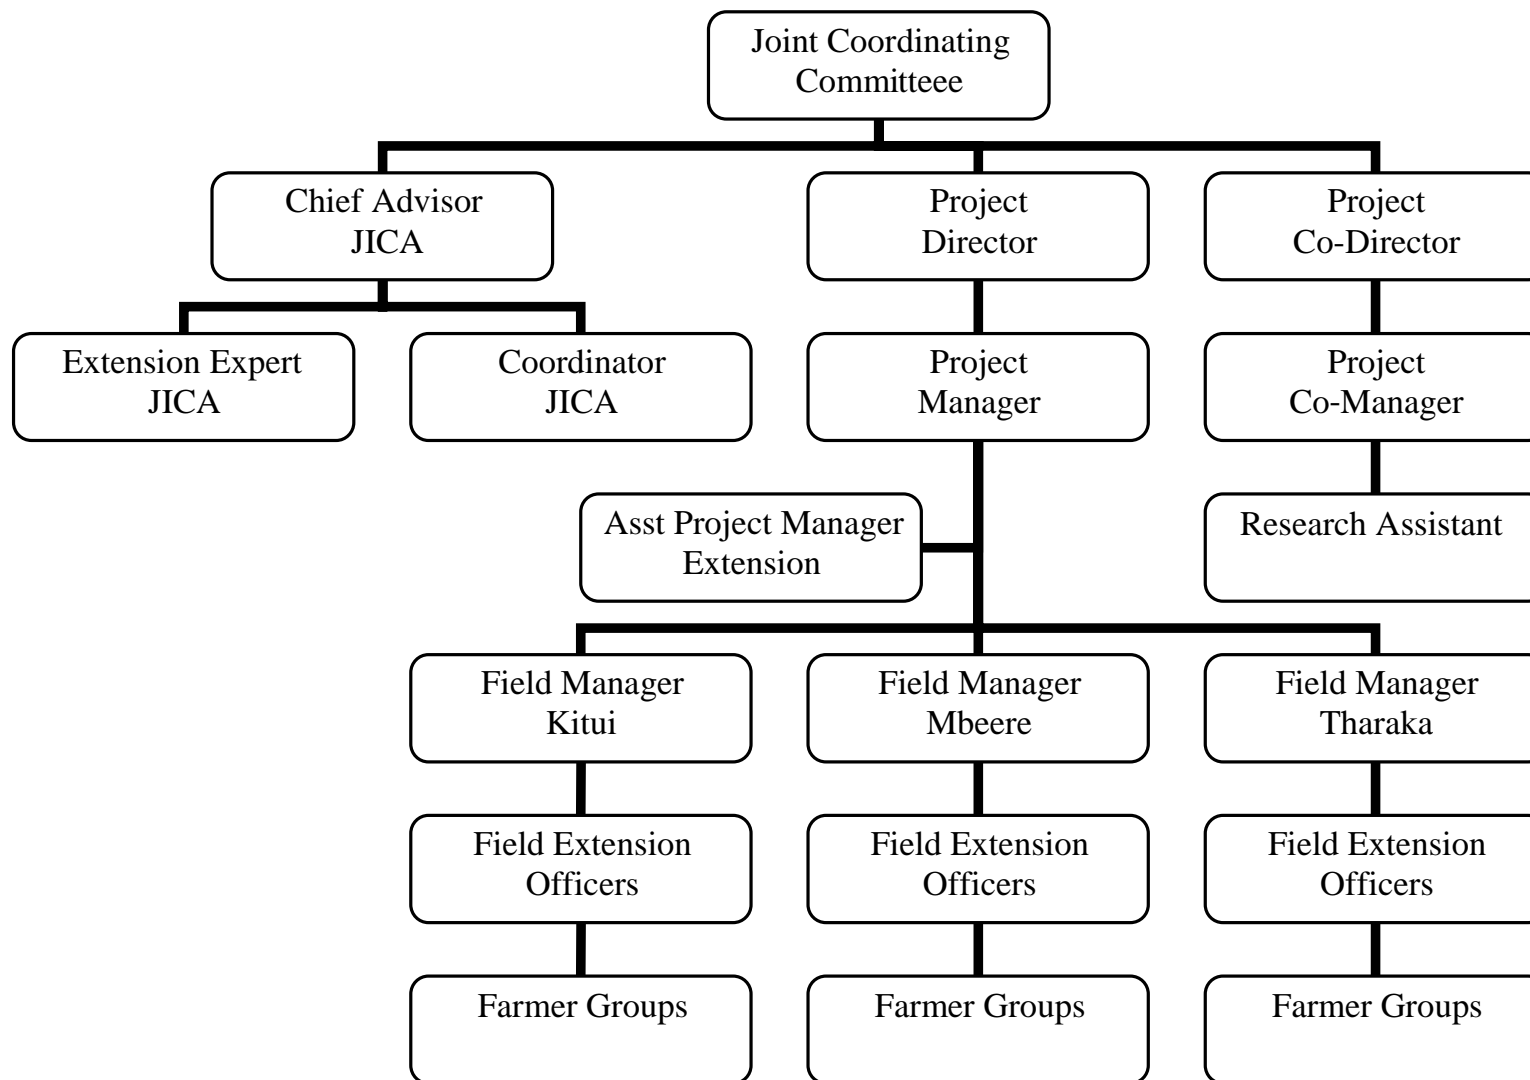 Joint Coordinating
Committeee
Chief Advisor
JICA
Project
Director
Project
Co-Director
Extension Expert
JICA
Coordinator
JICA
Project
Manager
Project
Co-Manager
Asst Project Manager
Extension
Research Assistant
Field Manager
Kitui
Field Manager
Mbeere
Field Manager
Tharaka
Field Extension
Officers
Field Extension
Officers
Field Extension
Officers
Farmer Groups
Farmer Groups
Farmer Groups